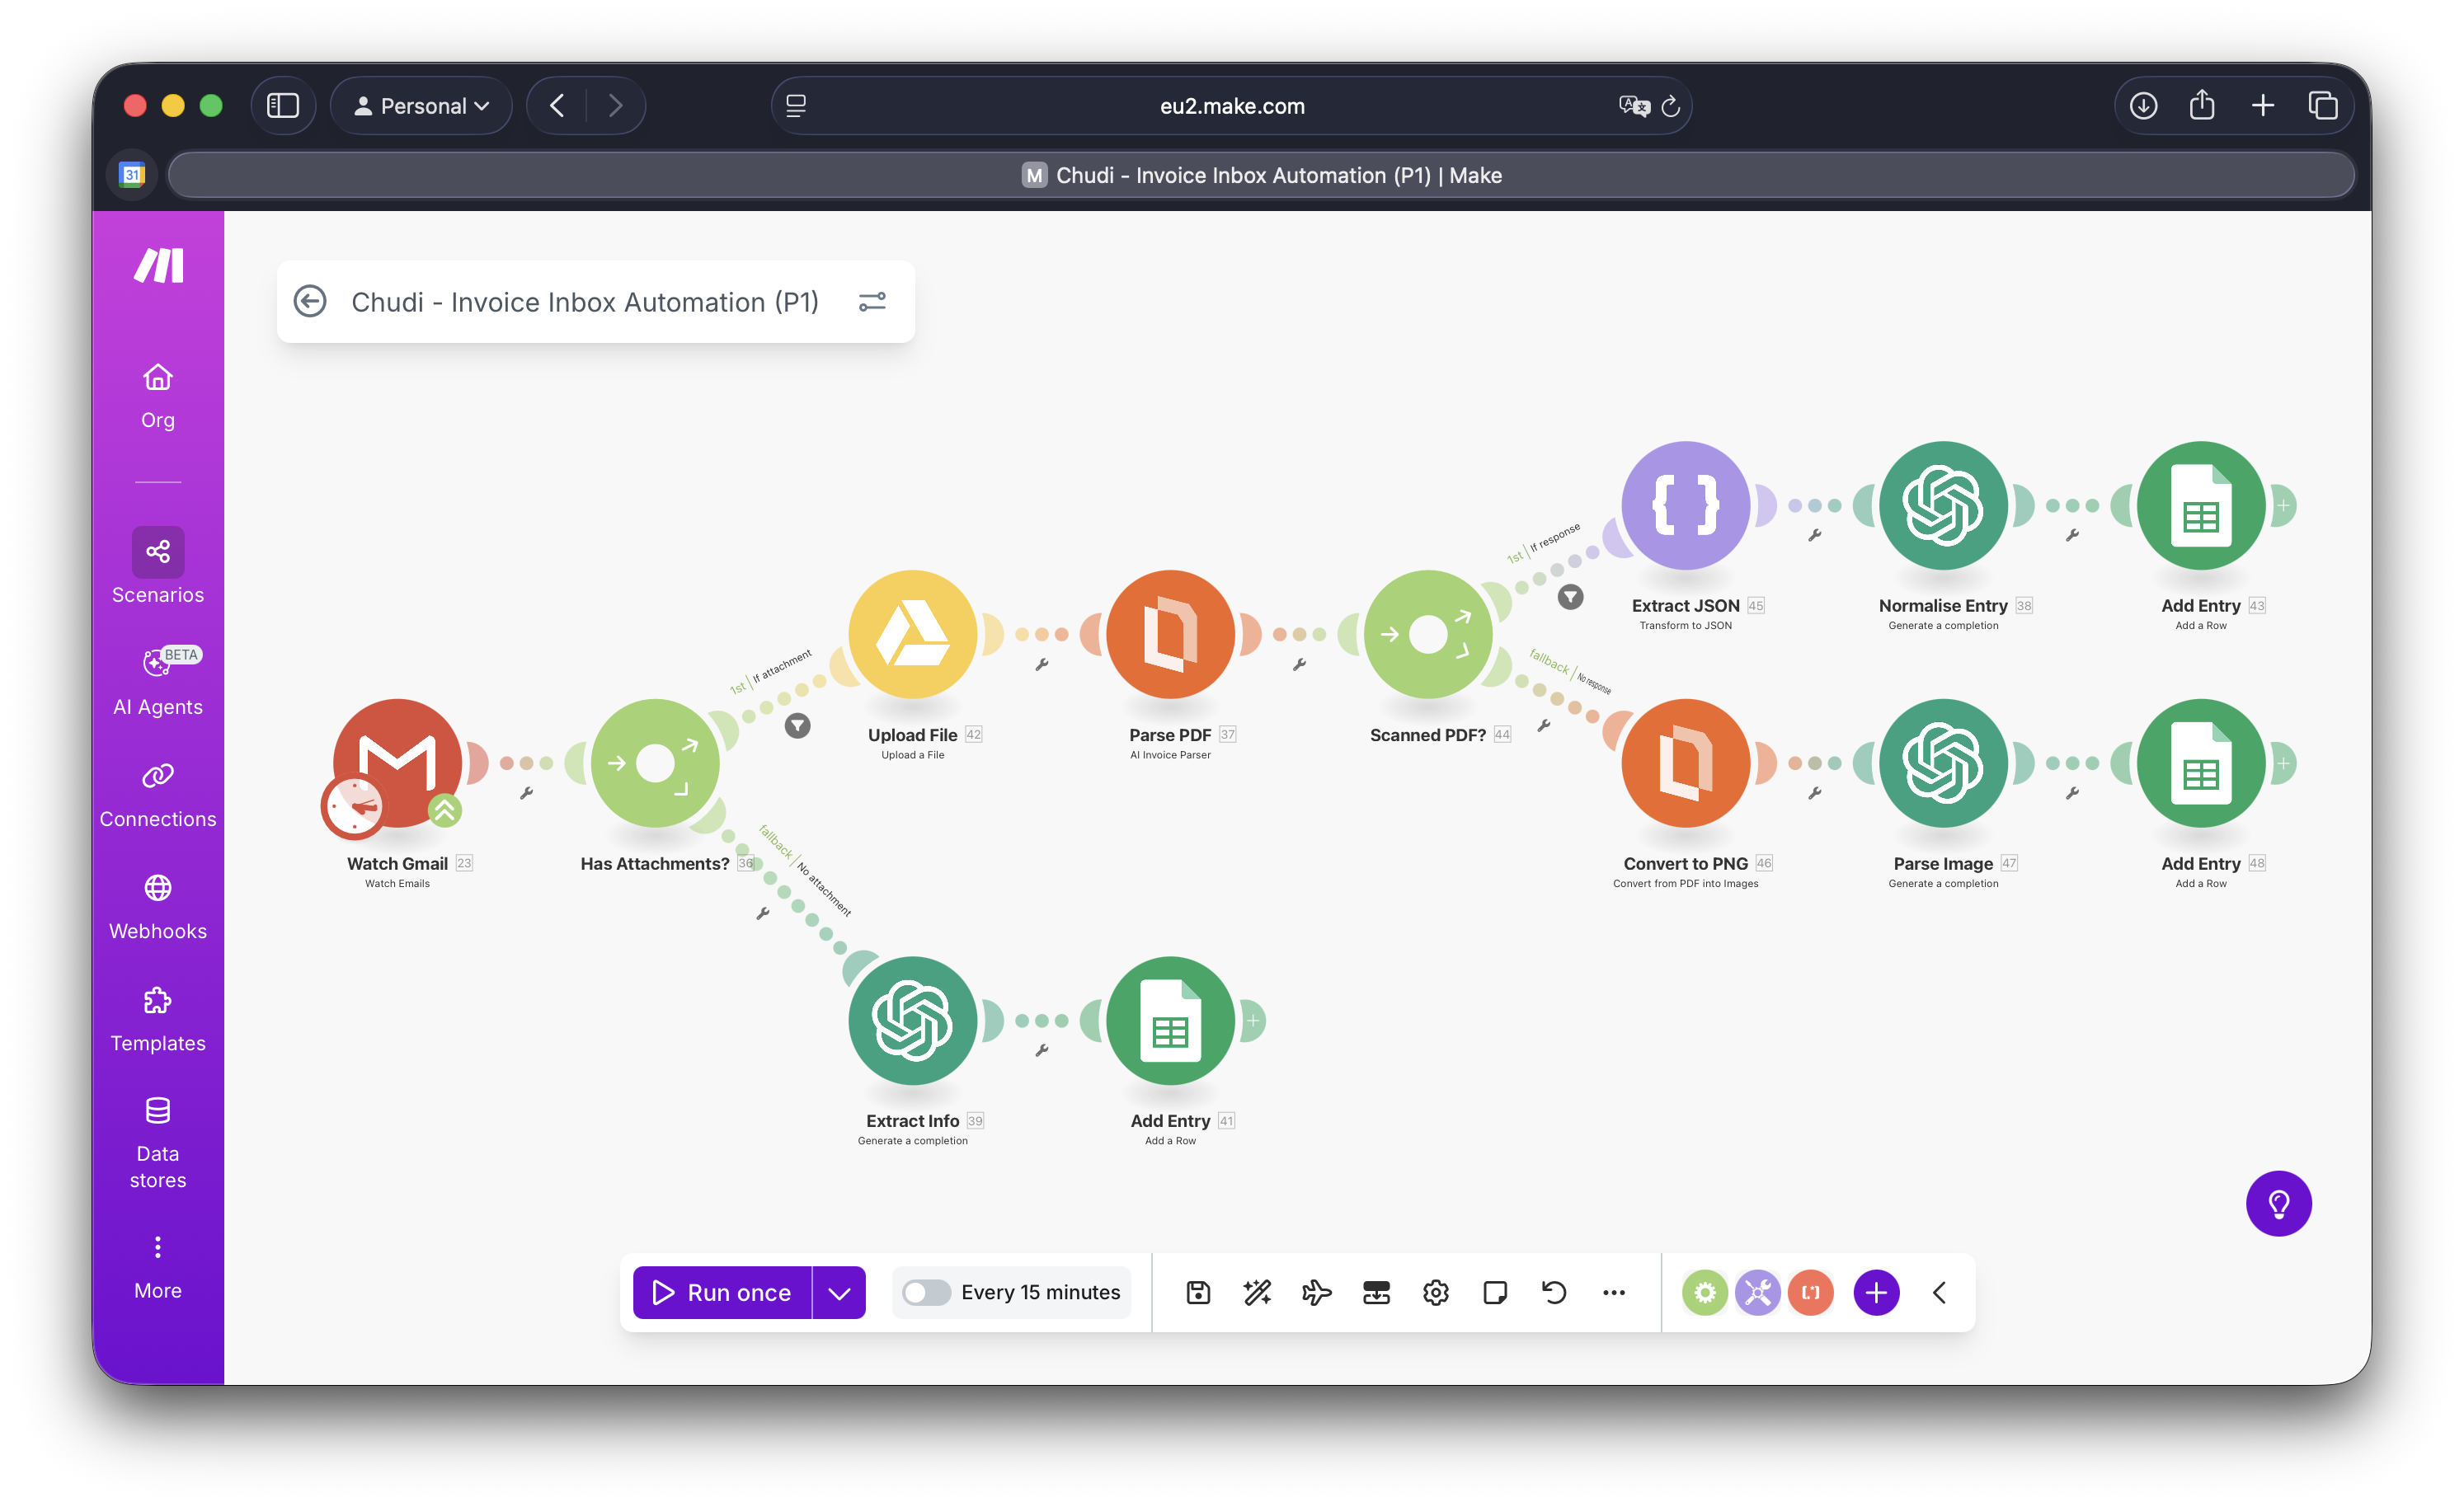 Personal
eu2.make.com
31
M Chudi - Invoice Inbox Automation (P1) | Make
Chudi - Invoice Inbox Automation (P1)
Org
Scenarios
BETA
AI Agents
Connections
Webhooks
Templates
Data
stores
More
Watch Gmail 23
Watch Emails
Has Attachments? 36
1st | If attachment
fallback | No attachment
Upload File 42
Upload a File
Parse PDF 37
AI Invoice Parser
Scanned PDF? 44
1st | If response
fallback | No response
Extract JSON 45
Transform to JSON
Normalise Entry 38
Generate a completion
Add Entry 43
Add a Row
Convert to PNG 46
Convert from PDF into Images
Parse Image 47
Generate a completion
Add Entry 48
Add a Row
Extract Info 39
Generate a completion
Add Entry 41
Add a Row
Run once
Every 15 minutes